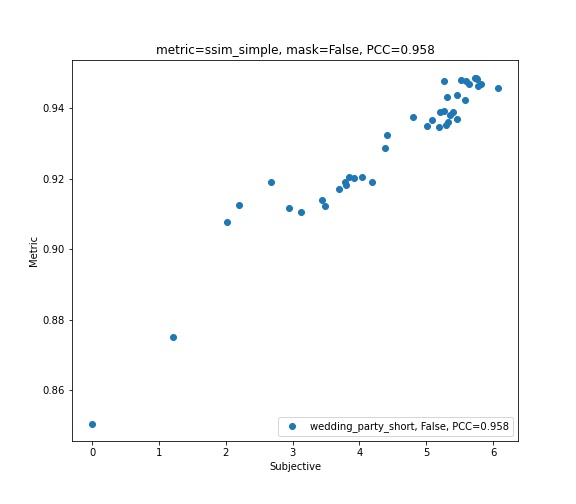 metric=ssim_simple, mask=False, PCC=0.958
Metric
0.94
0.92
0.90
0.88
0.86
wedding_party_short, False, PCC=0.958
0 1 2 3 4 5 6
Subjective